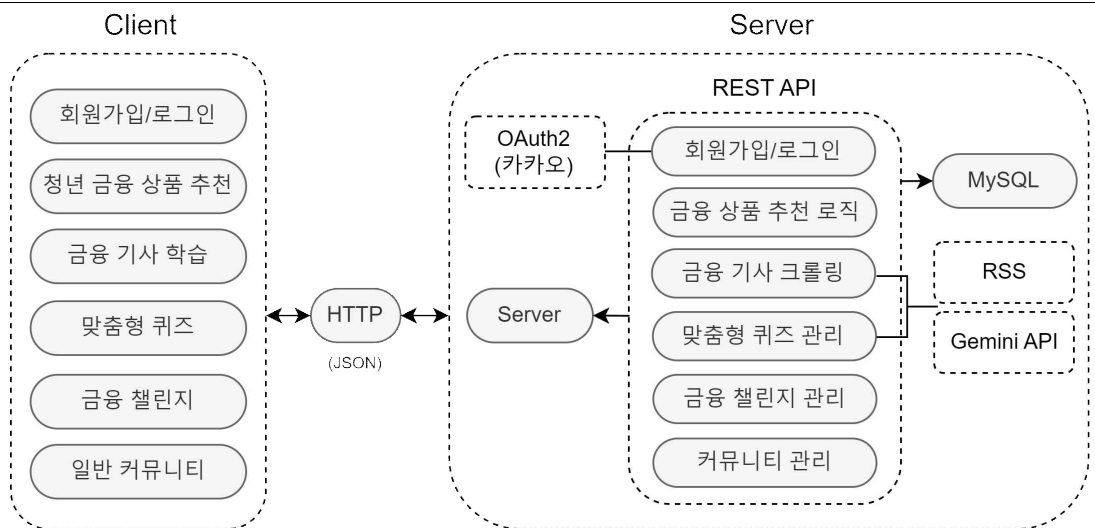 Client
회원가입/로그인
청년 금융 상품 추천
금융 기사 학습
맞춤형 퀴즈
금융 챌린지
일반 커뮤니티
HTTP
(JSON)
Server
REST API
OAuth2
(카카오)
Server
회원가입/로그인
금융 상품 추천 로직
금융 기사 크롤링
맞춤형 퀴즈 관리
금융 챌린지 관리
커뮤니티 관리
MySQL
RSS
Gemini API